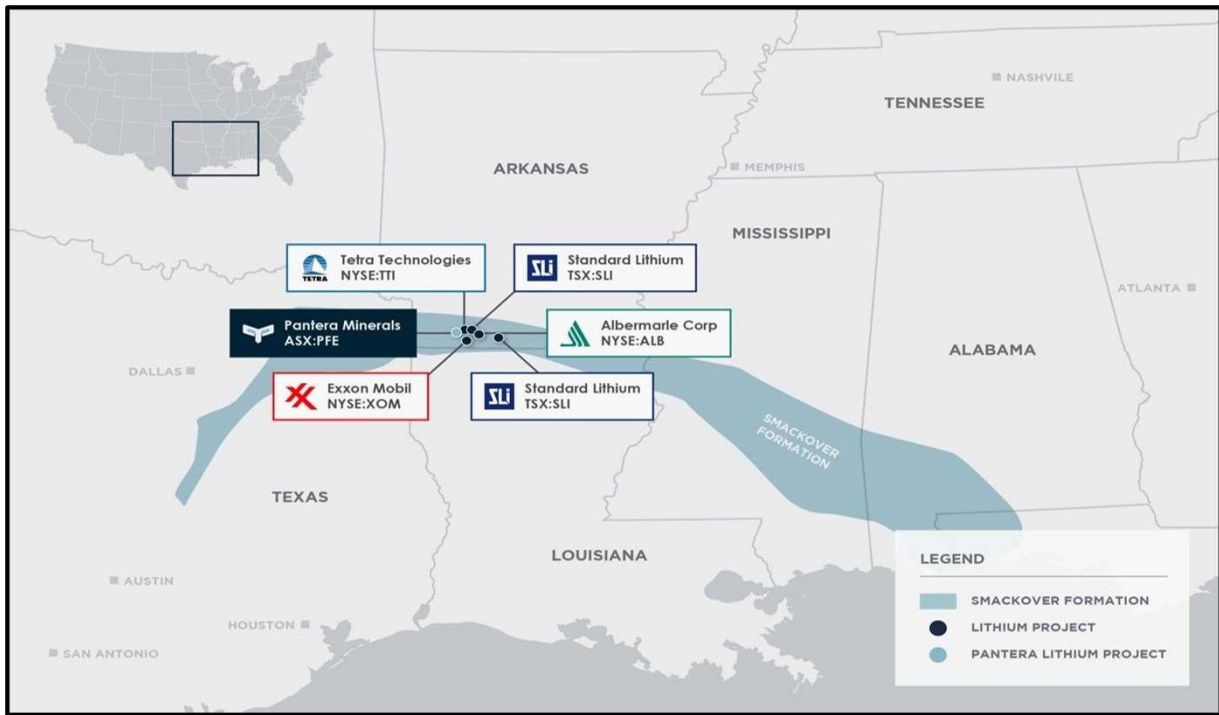 NASHVILE
TENNESSEE
ARKANSAS
MEMPHIS
MISSISSIPPI
Tetra Technologies
NYSE:TTI
TETRA
SLi
Standard Lithium
TSX:SLI
ATLANTA
Pantera Minerals
ASX:PFE
Albermarle Corp
NYSE:ALB
ALABAMA
DALLAS
Exxon Mobil
NYSE:XOM
SLi
Standard Lithium
TSX:SLI
SMACKOVER
FORMATION
TEXAS
LOUISIANA
AUSTIN
HOUSTON
SAN ANTONIO
LEGEND
SMACKOVER FORMATION
LITHIUM PROJECT
PANTERA LITHIUM PROJECT